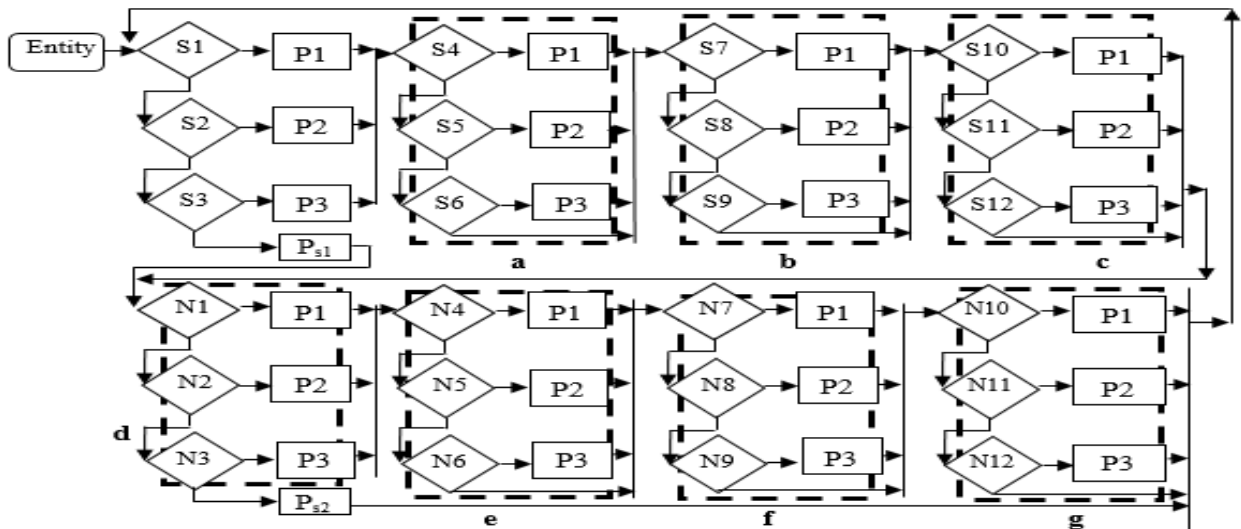 Entity S1 P1 S4 P1 S7 P1 S10 P1
S2 P2 S5 P2 S8 P2 S11 P2
S3 P3 S6 P3 S9 P3 S12 P3
Ps1
a b c
N1 P1 N4 P1 N7 P1 N10 P1
N2 P2 N5 P2 N8 P2 N11 P2
d
N3 P3 N6 P3 N9 P3 N12 P3
Ps2
e f g